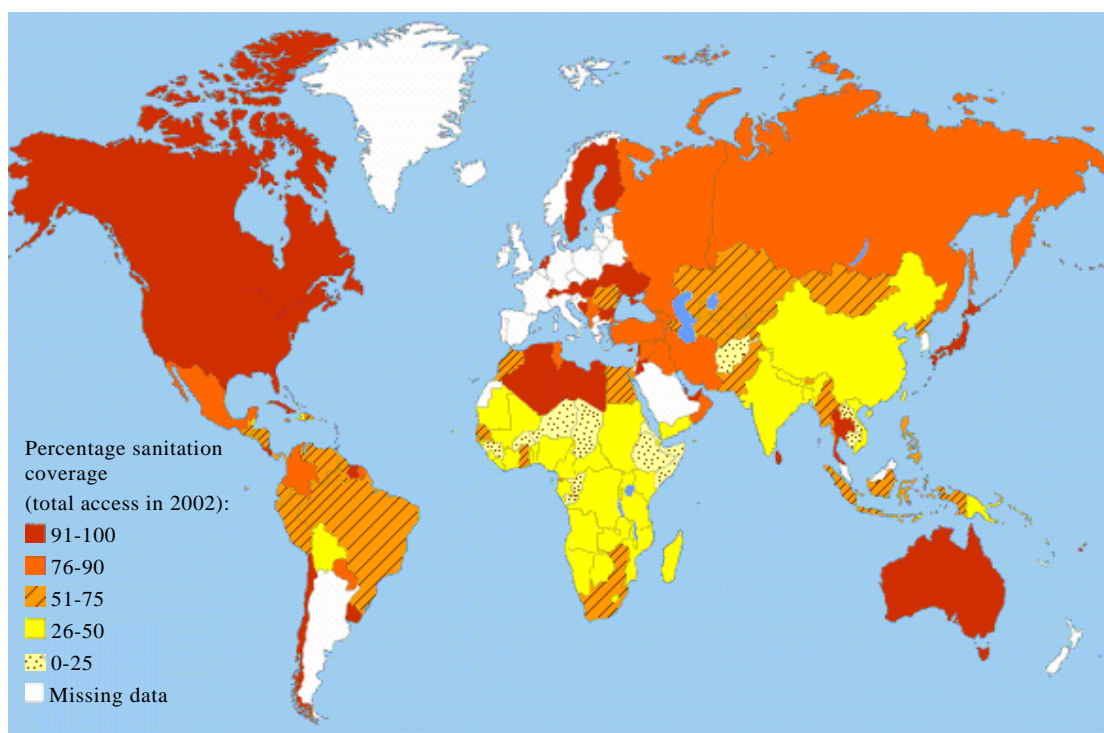 Percentage sanitation
coverage
(total access in 2002):
91-100
76-90
51-75
26-50
0-25
Missing data